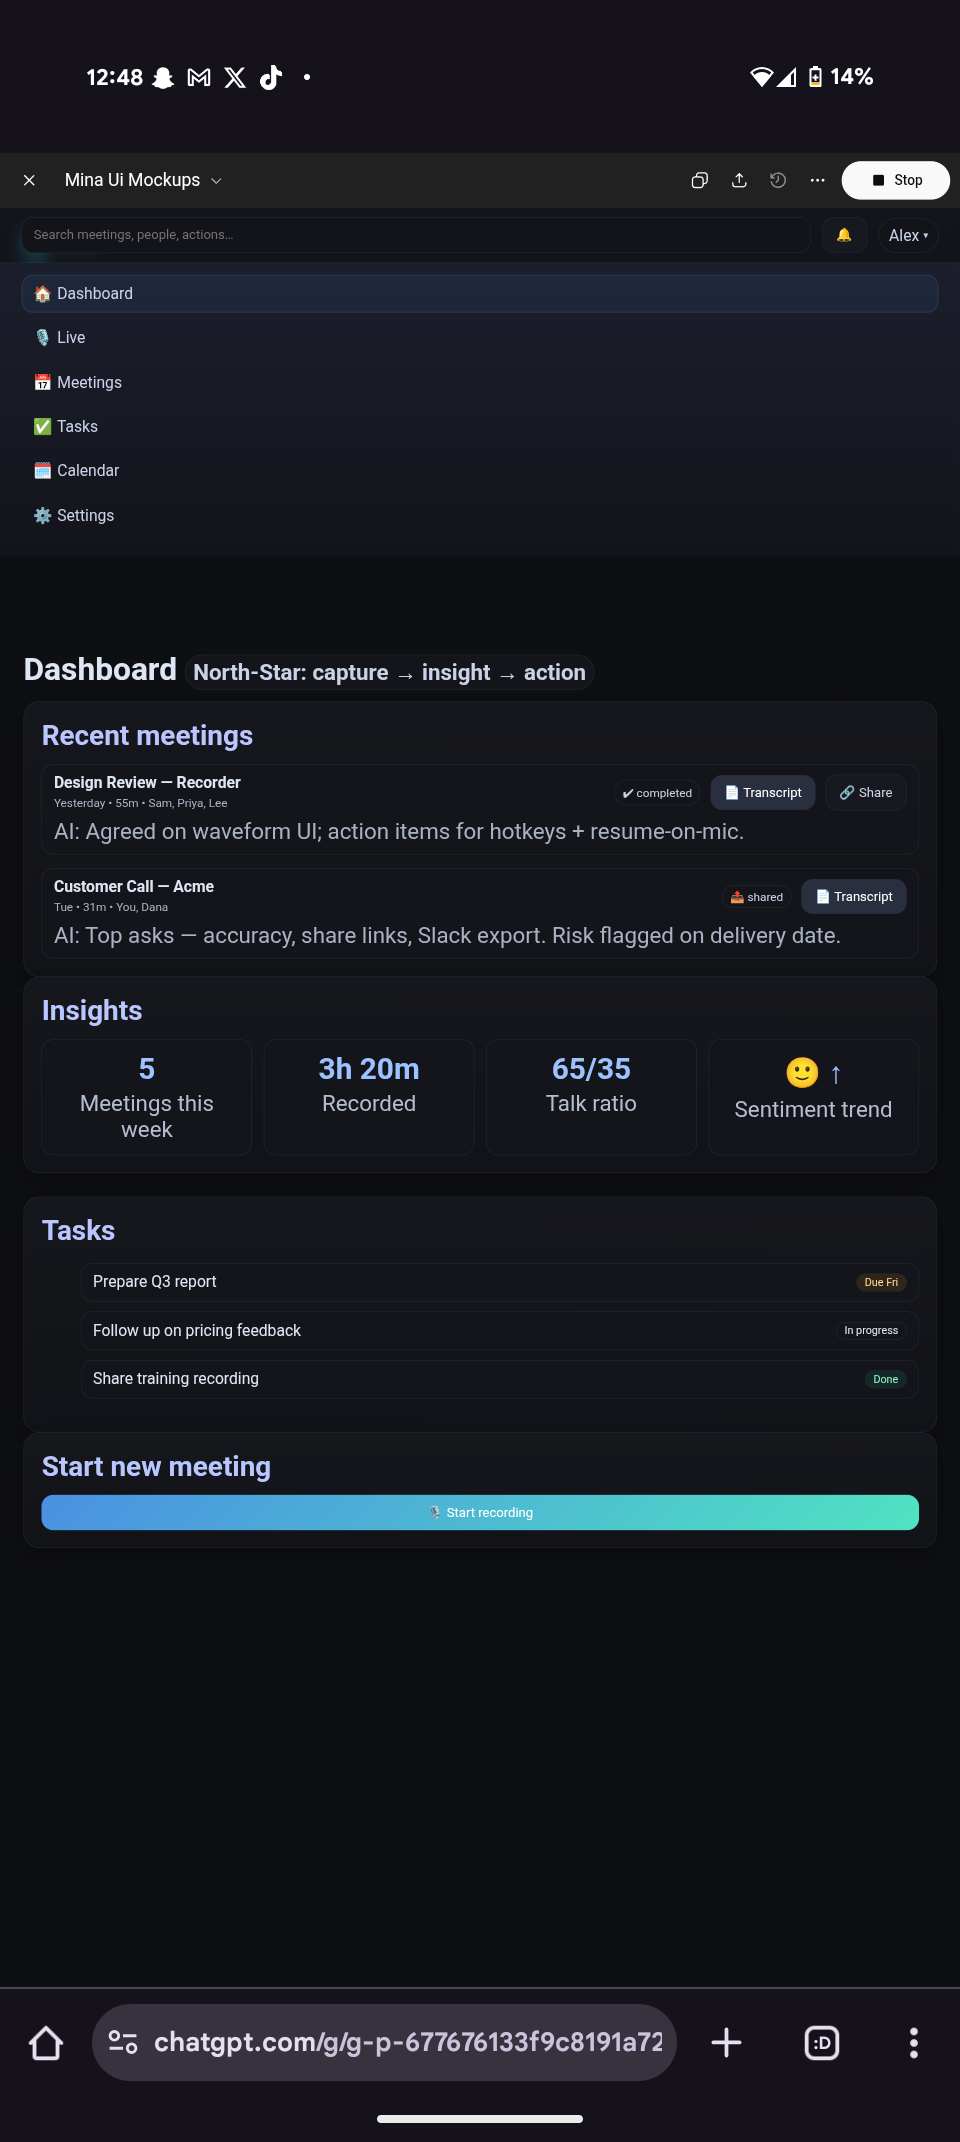 12:48
14%
Mina Ui Mockups
Stop
Search meetings, people, actions…
Alex ▾
Dashboard
Live
Meetings
Tasks
Calendar
Settings
Dashboard North-Star: capture → insight → action
Recent meetings
Design Review — Recorder
Yesterday • 55m • Sam, Priya, Lee
✔ completed
Transcript
Share
AI: Agreed on waveform UI; action items for hotkeys + resume-on-mic.
Customer Call — Acme
Tue • 31m • You, Dana
shared
Transcript
AI: Top asks — accuracy, share links, Slack export. Risk flagged on delivery date.
Insights
5
Meetings this
week
3h 20m
Recorded
65/35
Talk ratio
🙂 ↑
Sentiment trend
Tasks
Prepare Q3 report
Due Fri
Follow up on pricing feedback
In progress
Share training recording
Done
Start new meeting
Start recording
chatgpt.com/g/g-p-677676133f9c8191a72
:D